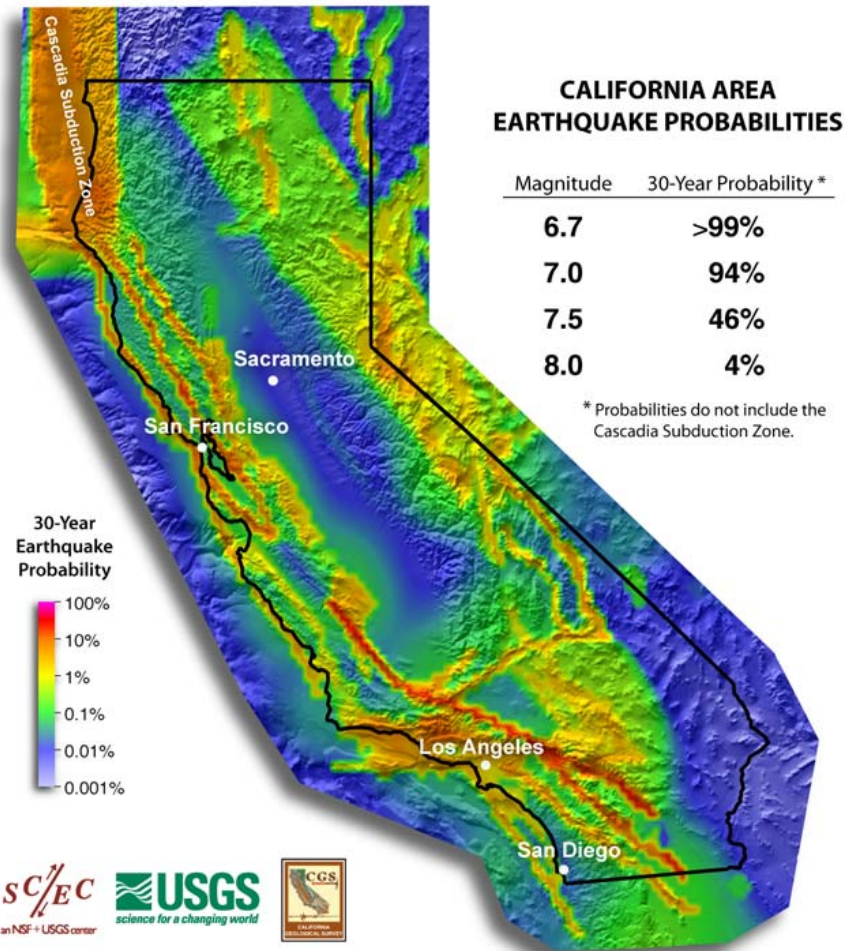 Cascadia Subduction Zone
CALIFORNIA AREA
EARTHQUAKE PROBABILITIES
Magnitude 30-Year Probability *
6.7 >99%
7.0 94%
7.5 46%
8.0 4%
* Probabilities do not include the
Cascadia Subduction Zone.
Sacramento
San Francisco
30-Year
Earthquake
Probability
100%
10%
1%
0.1%
0.01%
0.001%
Los Angeles
San Diego
SC/EC
an NSF + USGS center
USGS
science for a changing world
CGS
CALIFORNIA
GEOLOGICAL SURVEY